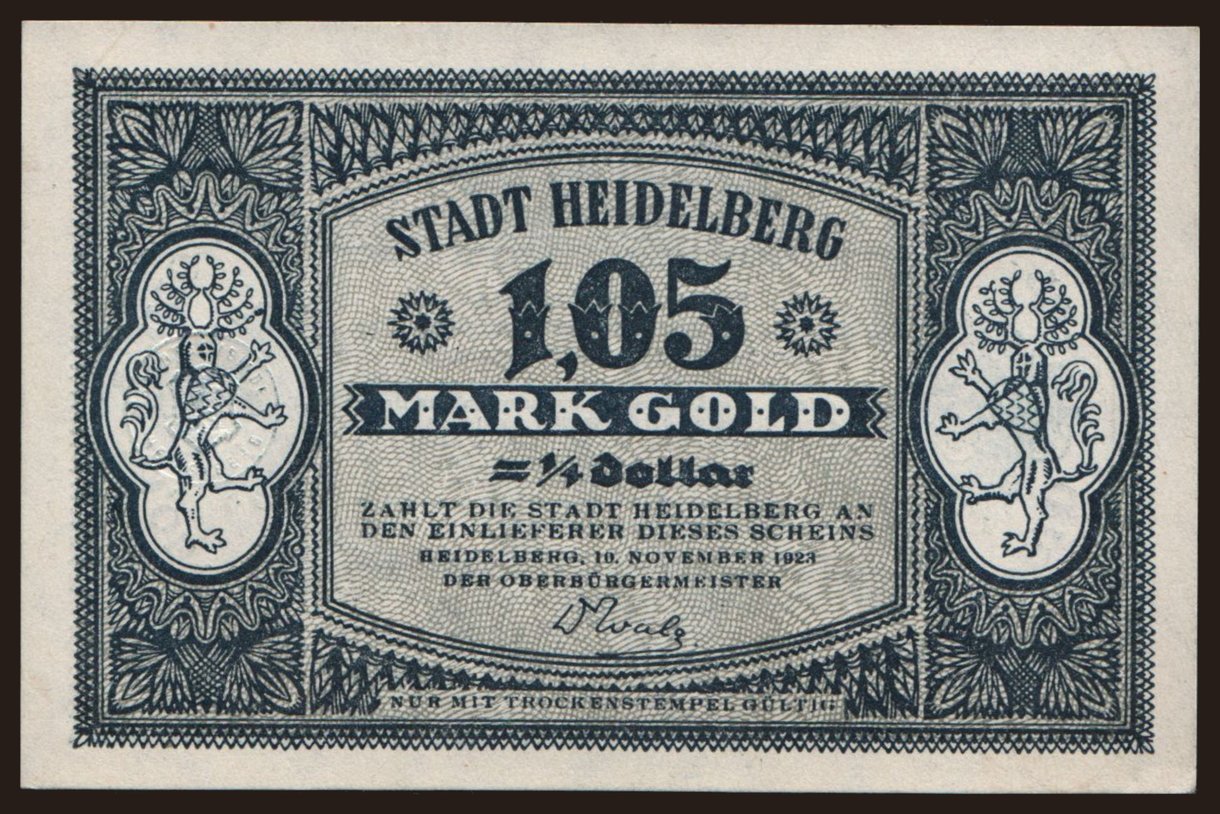 STADT HEIDELBERG
1,05
MARK GOLD
= 1/4 dollar
ZAHLT DIE STADT HEIDELBERG AN
DEN EINLIEFERER DIESES SCHEINS
HEIDELBERG, 10. NOVEMBER 1923
DER OBERBÜRGERMEISTER
NUR MIT TROCKENSTEMPEL GÜLTIG